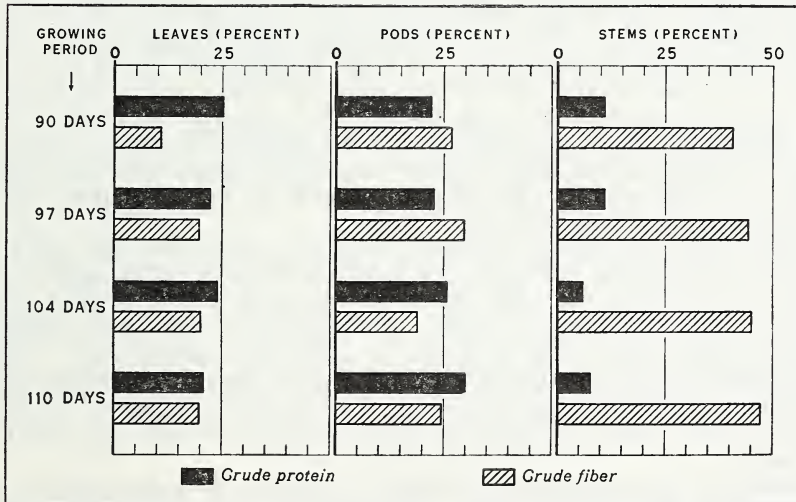 GROWING PERIOD
LEAVES (PERCENT)
PODS (PERCENT)
STEMS (PERCENT)
0 25 0 25 0 25 50
90 DAYS
97 DAYS
104 DAYS
110 DAYS
Crude protein Crude fiber